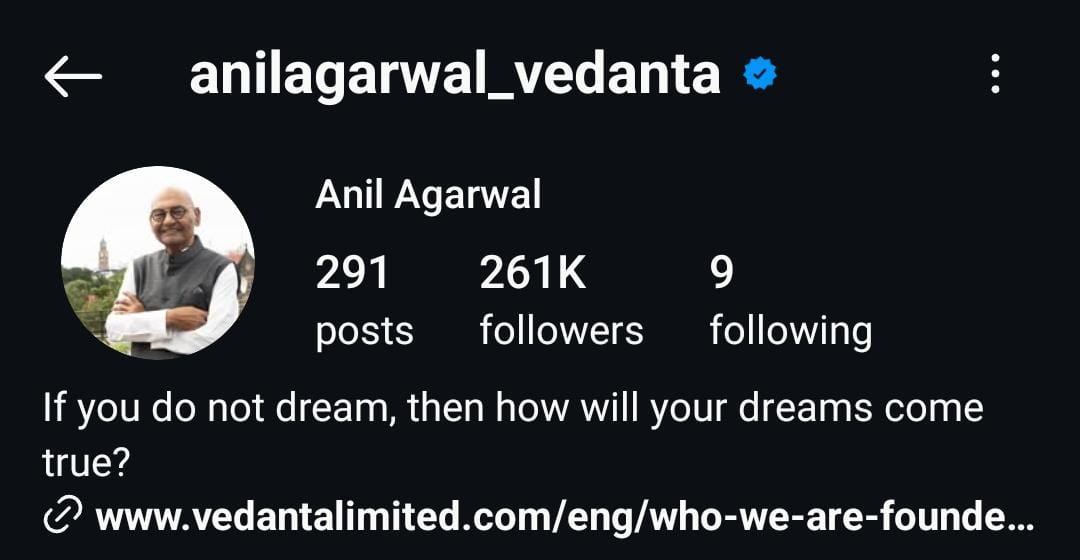 anilagarwal_vedanta
Anil Agarwal
291 261K 9
posts followers following
If you do not dream, then how will your dreams come
true?
www.vedantalimited.com/eng/who-we-are-founde...